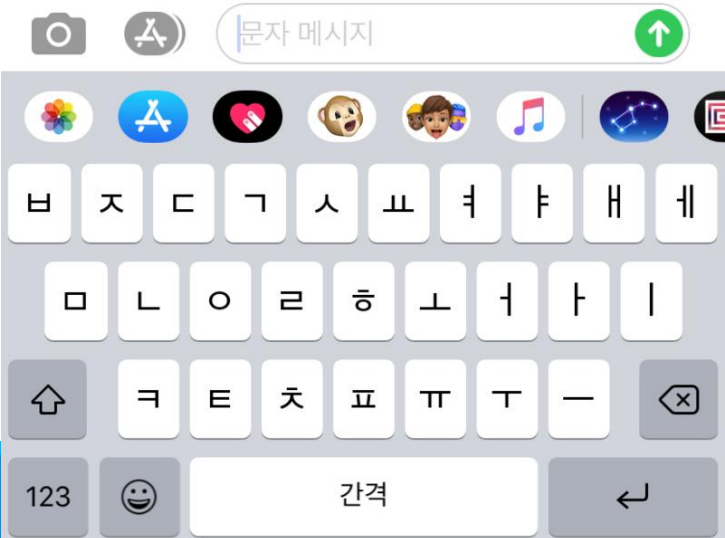 문자 메시지
ㅂ ㅈ ㄷ ㄱ ㅅ ㅛ ㅕ ㅑ ㅐ ㅔ
ㅁ ㄴ ㅇ ㄹ ㅎ ㅗ ㅓ ㅏ ㅣ
ㅋ ㅌ ㅊ ㅍ ㅠ ㅜ ㅡ
123 간격